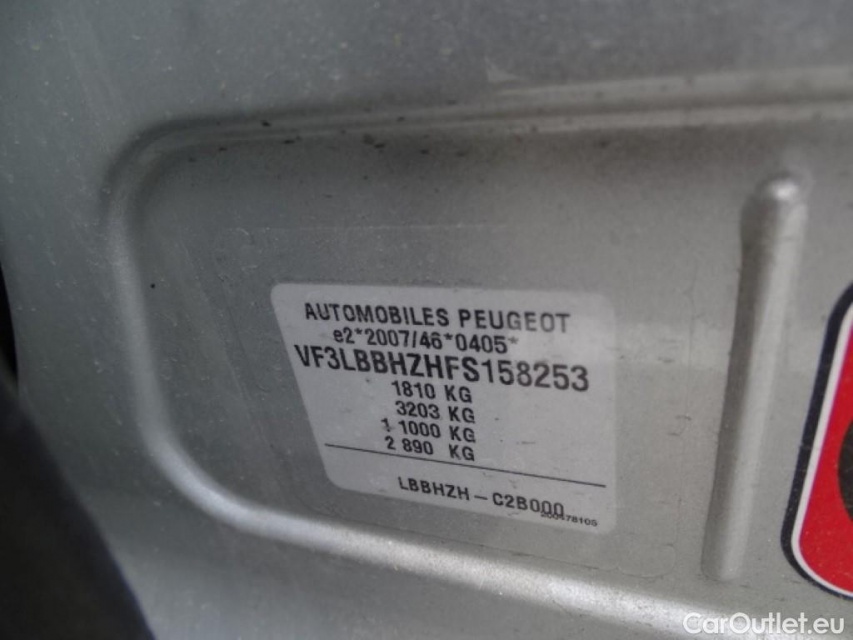 AUTOMOBILES PEUGEOT
e2*2007/46*0405*
VF3LBBHZHFS158253
1810 KG
3203 KG
1 1000 KG
2 890 KG
LBBHZH - C2B000
CarOutlet.eu